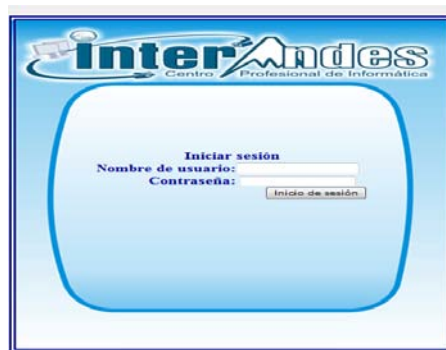 InterAndes
Centro Profesional de Informática
Iniciar sesión
Nombre de usuario:
Contraseña:
Inicio de sesión